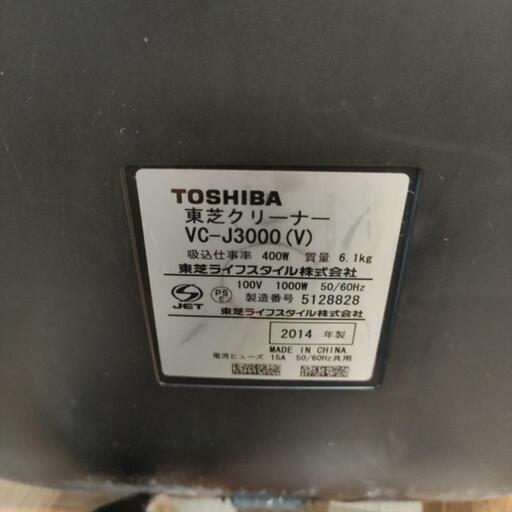 TOSHIBA
東芝クリーナー
VC-J3000(V)
吸込仕事率 400W 質量 6.1kg
東芝ライフスタイル株式会社
S JET PS E 100V 1000W 50/60Hz
製造番号 5128828
東芝ライフスタイル株式会社
2014 年製
MADE IN CHINA
電流ヒューズ 15A 50/60Hz共用